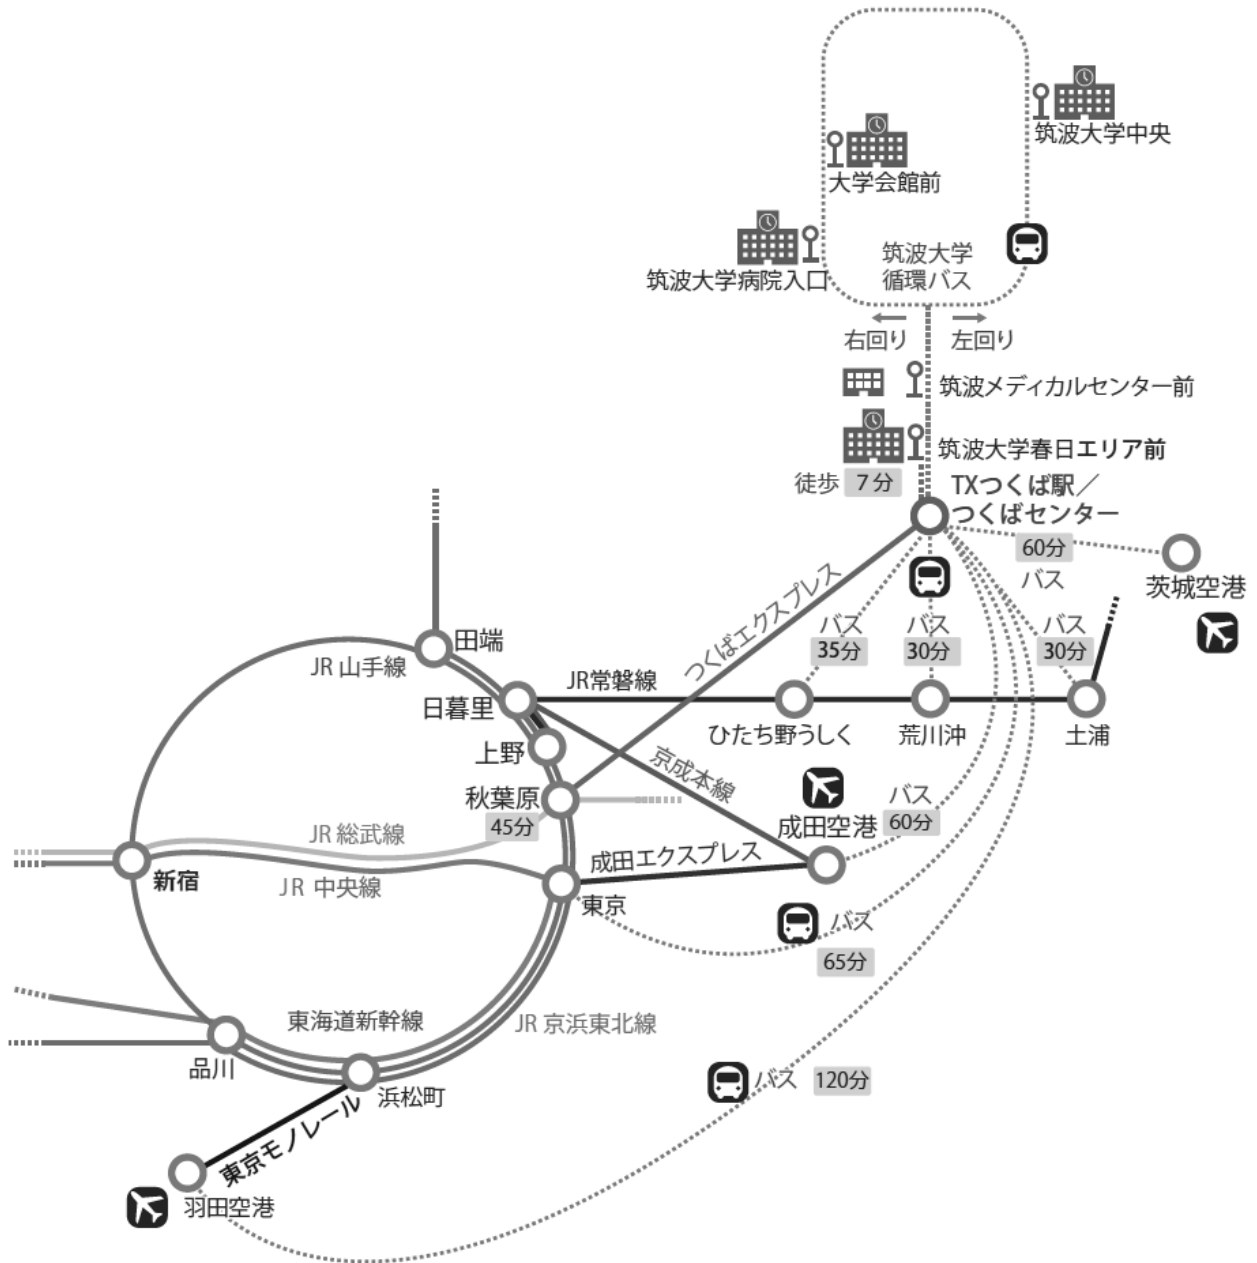 筑波大学中央
大学会館前
筑波大学病院入口
筑波大学
循環バス
右回り
左回り
筑波メディカルセンター前
筑波大学春日エリア前
徒歩 7分
TXつくば駅／
つくばセンター
60分
バス
茨城空港
つくばエクスプレス
バス
35分
バス
30分
バス
30分
田端
JR 山手線
日暮里
JR常磐線
ひたち野うしく
荒川沖
土浦
上野
京成本線
秋葉原
45分
成田空港
バス
60分
JR 総武線
成田エクスプレス
新宿
JR 中央線
東京
バス
65分
東海道新幹線
JR 京浜東北線
品川
浜松町
バス 120分
東京モノレール
羽田空港